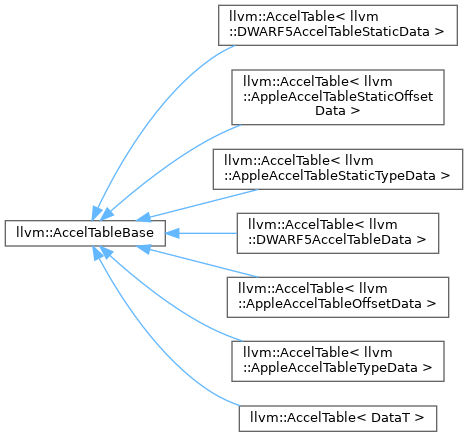 llvm::AccelTable< llvm
::DWARF5AccelTableStaticData >
llvm::AccelTable< llvm
::AppleAccelTableStaticOffset
Data >
llvm::AccelTable< llvm
::AppleAccelTableStaticTypeData >
llvm::AccelTableBase
llvm::AccelTable< llvm
::DWARF5AccelTableData >
llvm::AccelTable< llvm
::AppleAccelTableOffsetData >
llvm::AccelTable< llvm
::AppleAccelTableTypeData >
llvm::AccelTable< DataT >